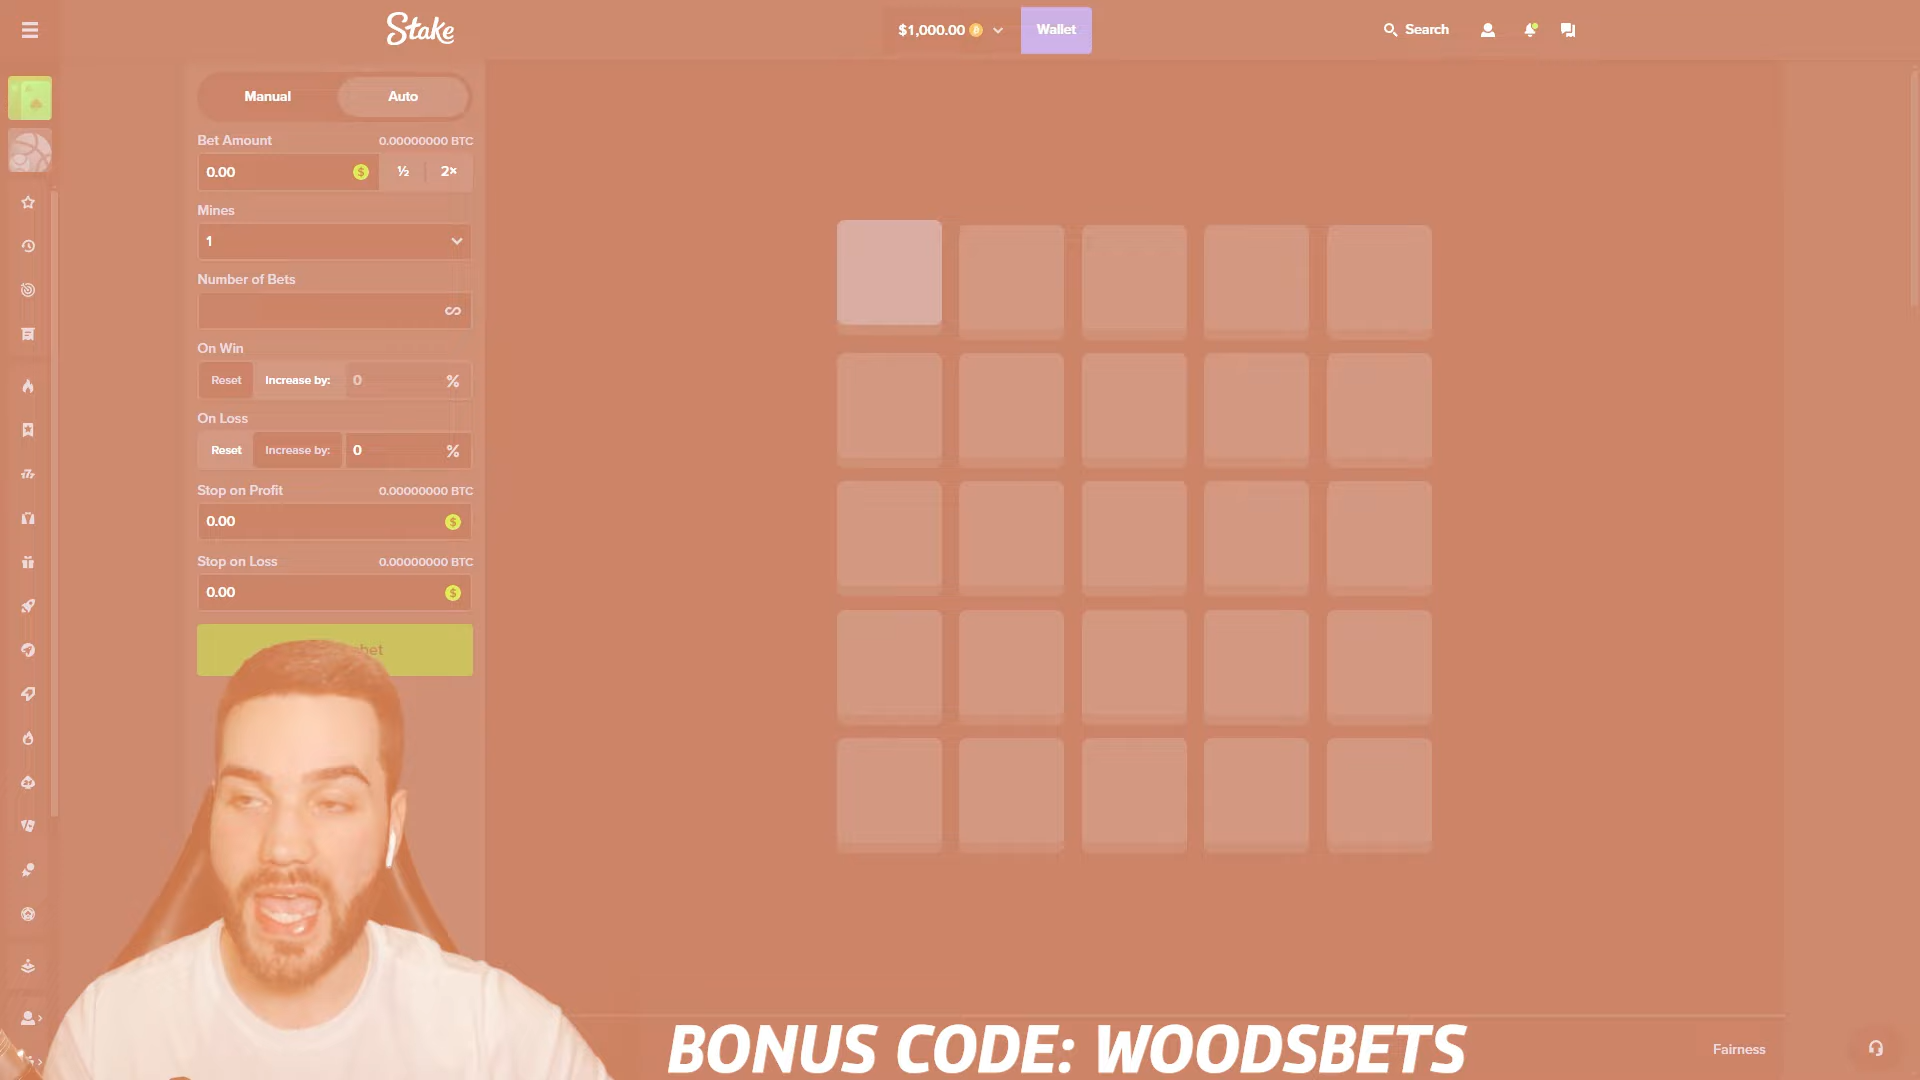 Stake
$1,000.00
Wallet
Search
Manual
Auto
Bet Amount
0.00000000 BTC
0.00
½
2×
Mines
1
Number of Bets
On Win
Reset
Increase by:
0
%
On Loss
Reset
Increase by:
0
%
Stop on Profit
0.00000000 BTC
0.00
Stop on Loss
0.00000000 BTC
0.00
BONUS CODE: WOODSBETS
Fairness